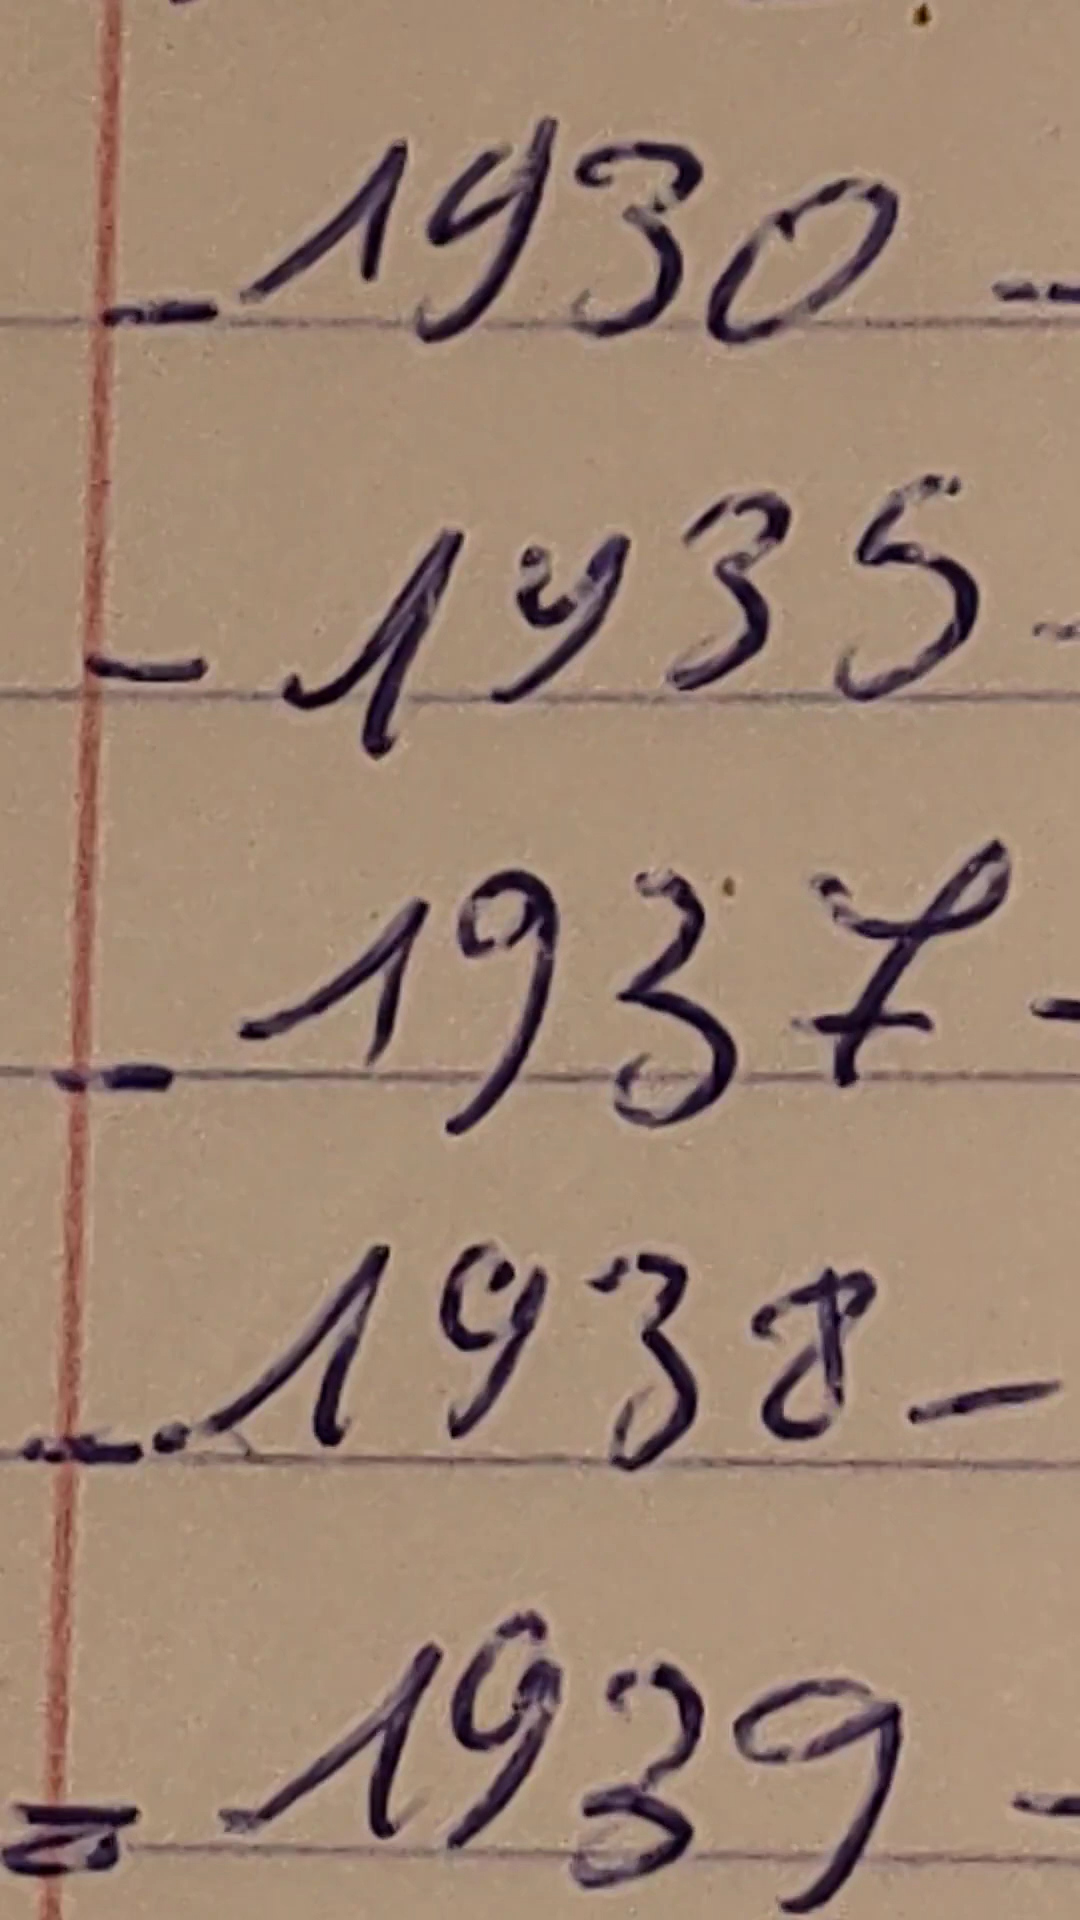 - 1930 -
- 1935 -
- 1937 -
- 1938 -
= 1939 -